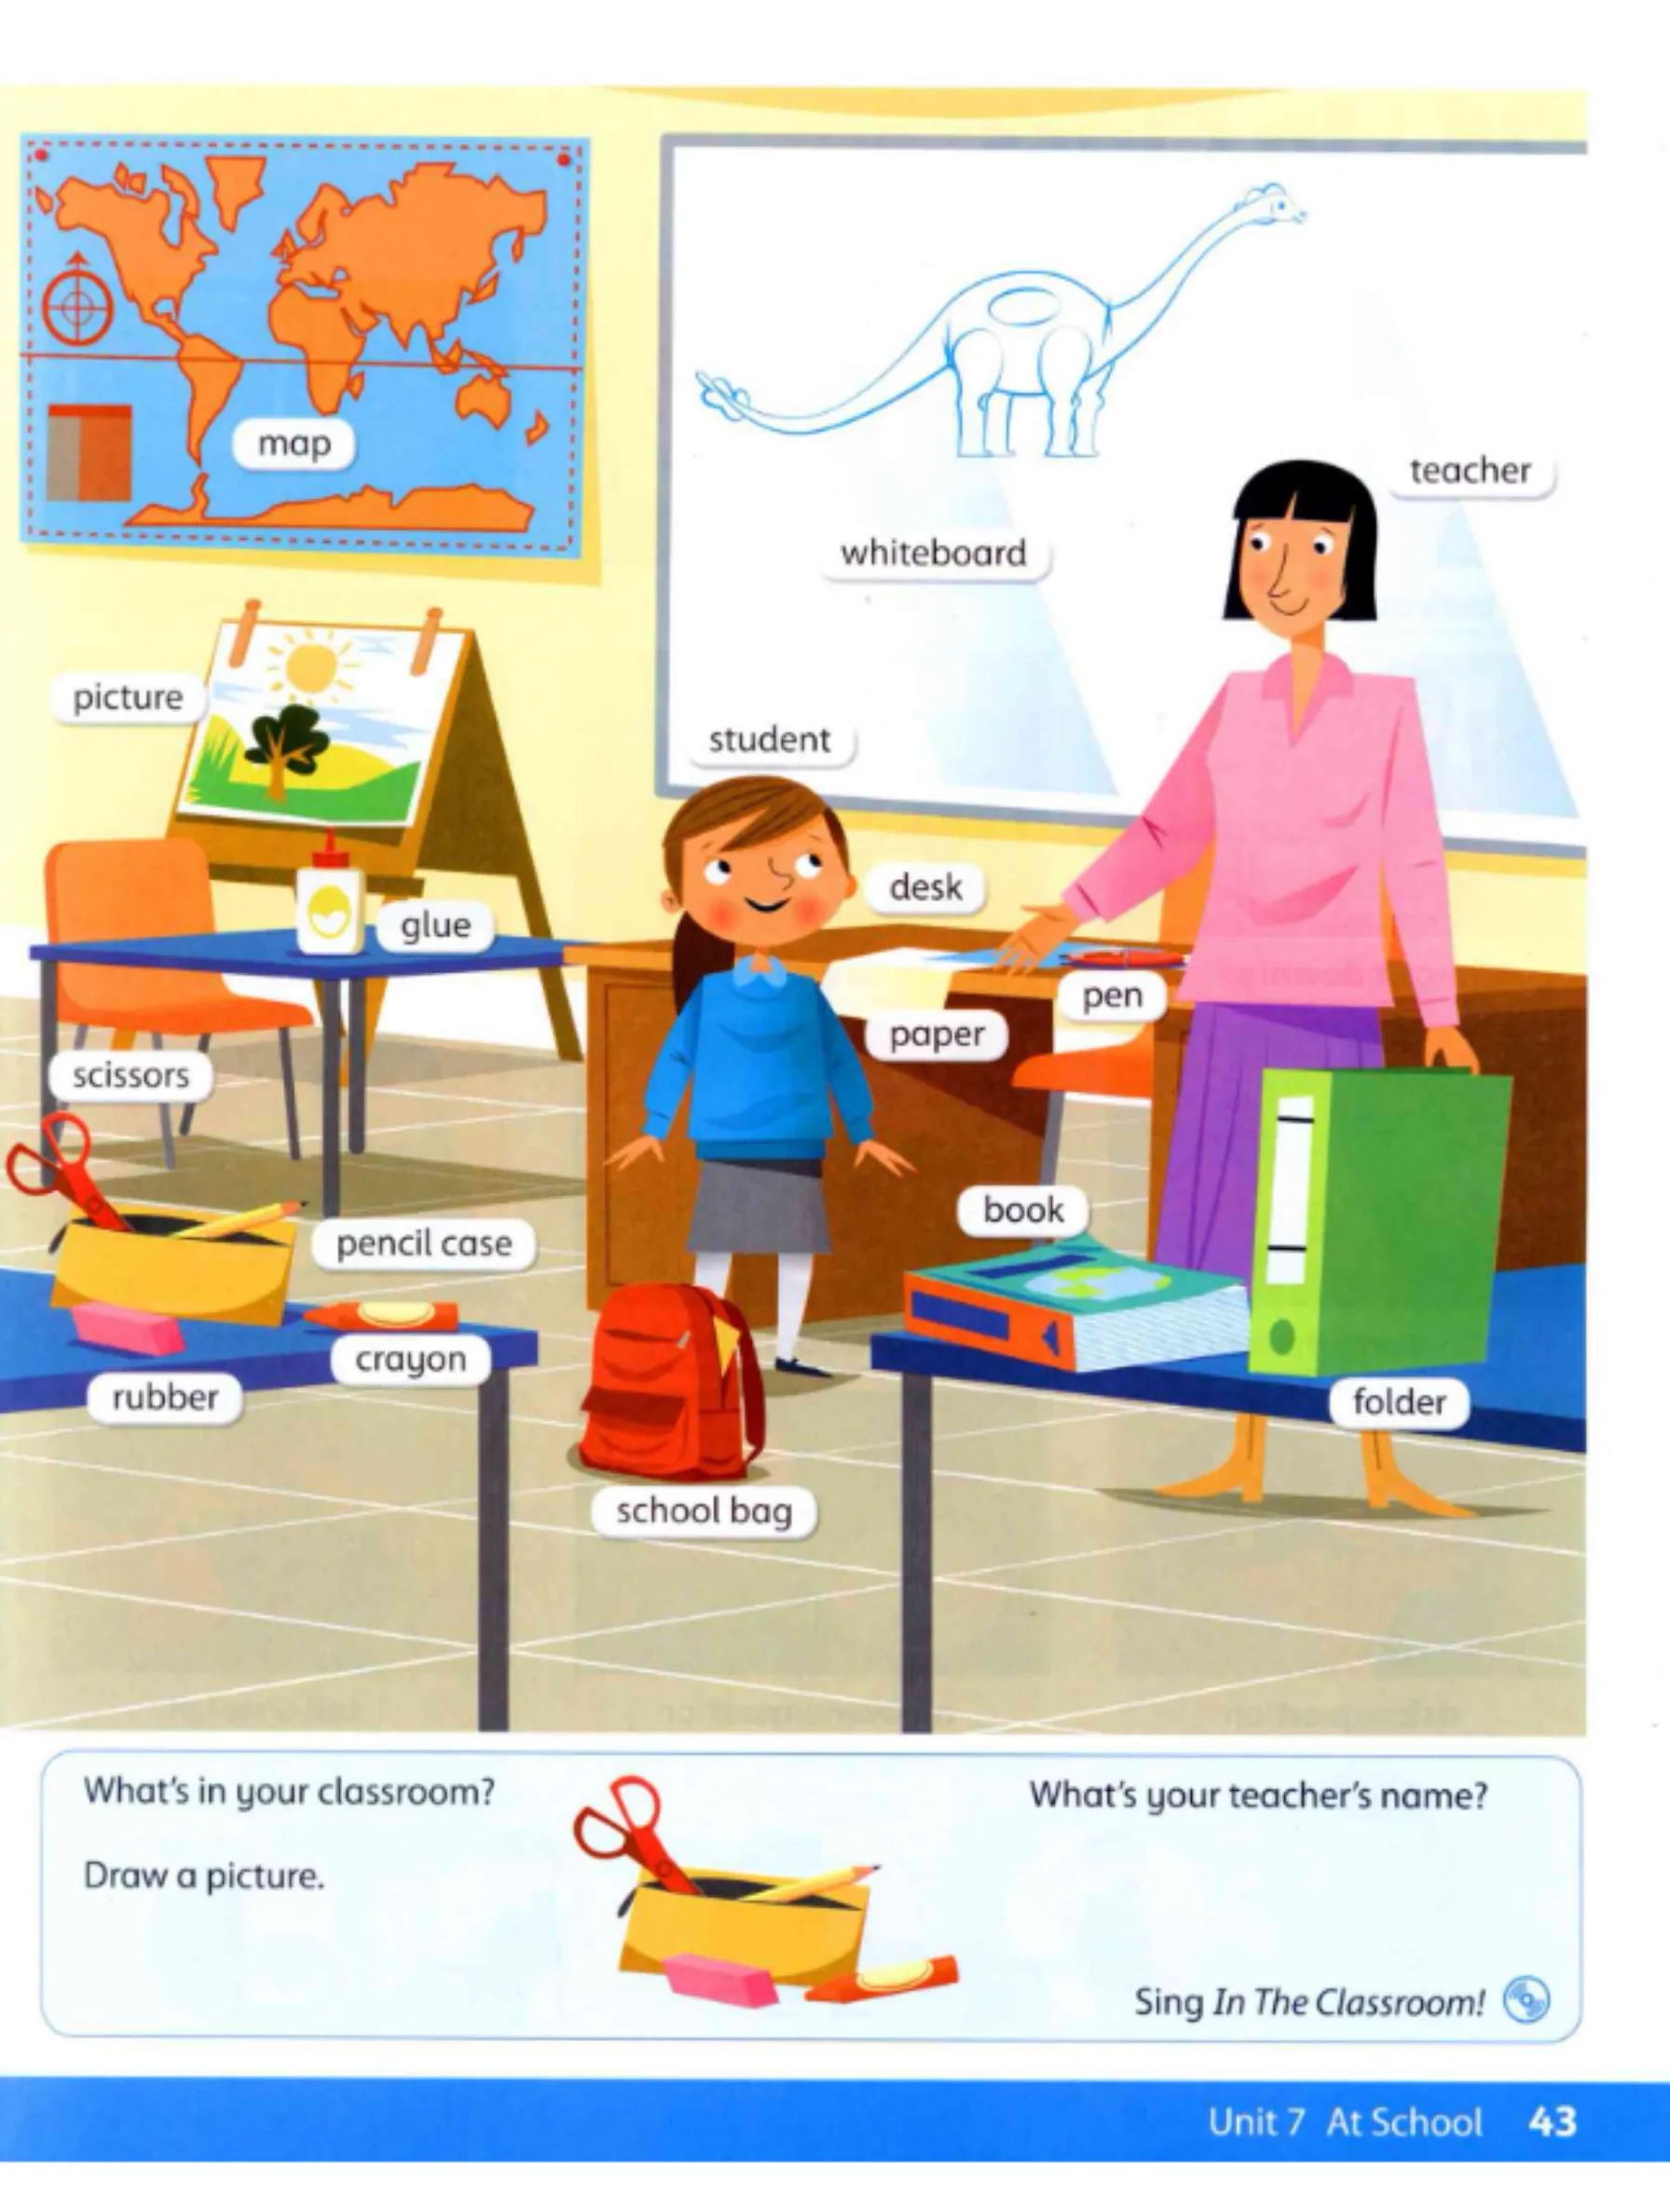 map
teacher
whiteboard
picture
student
desk
glue
pen
paper
scissors
book
pencil case
crayon
rubber
folder
school bag
What's in your classroom?
What's your teacher's name?
Draw a picture.
Sing In The Classroom!
Unit 7 At School 43